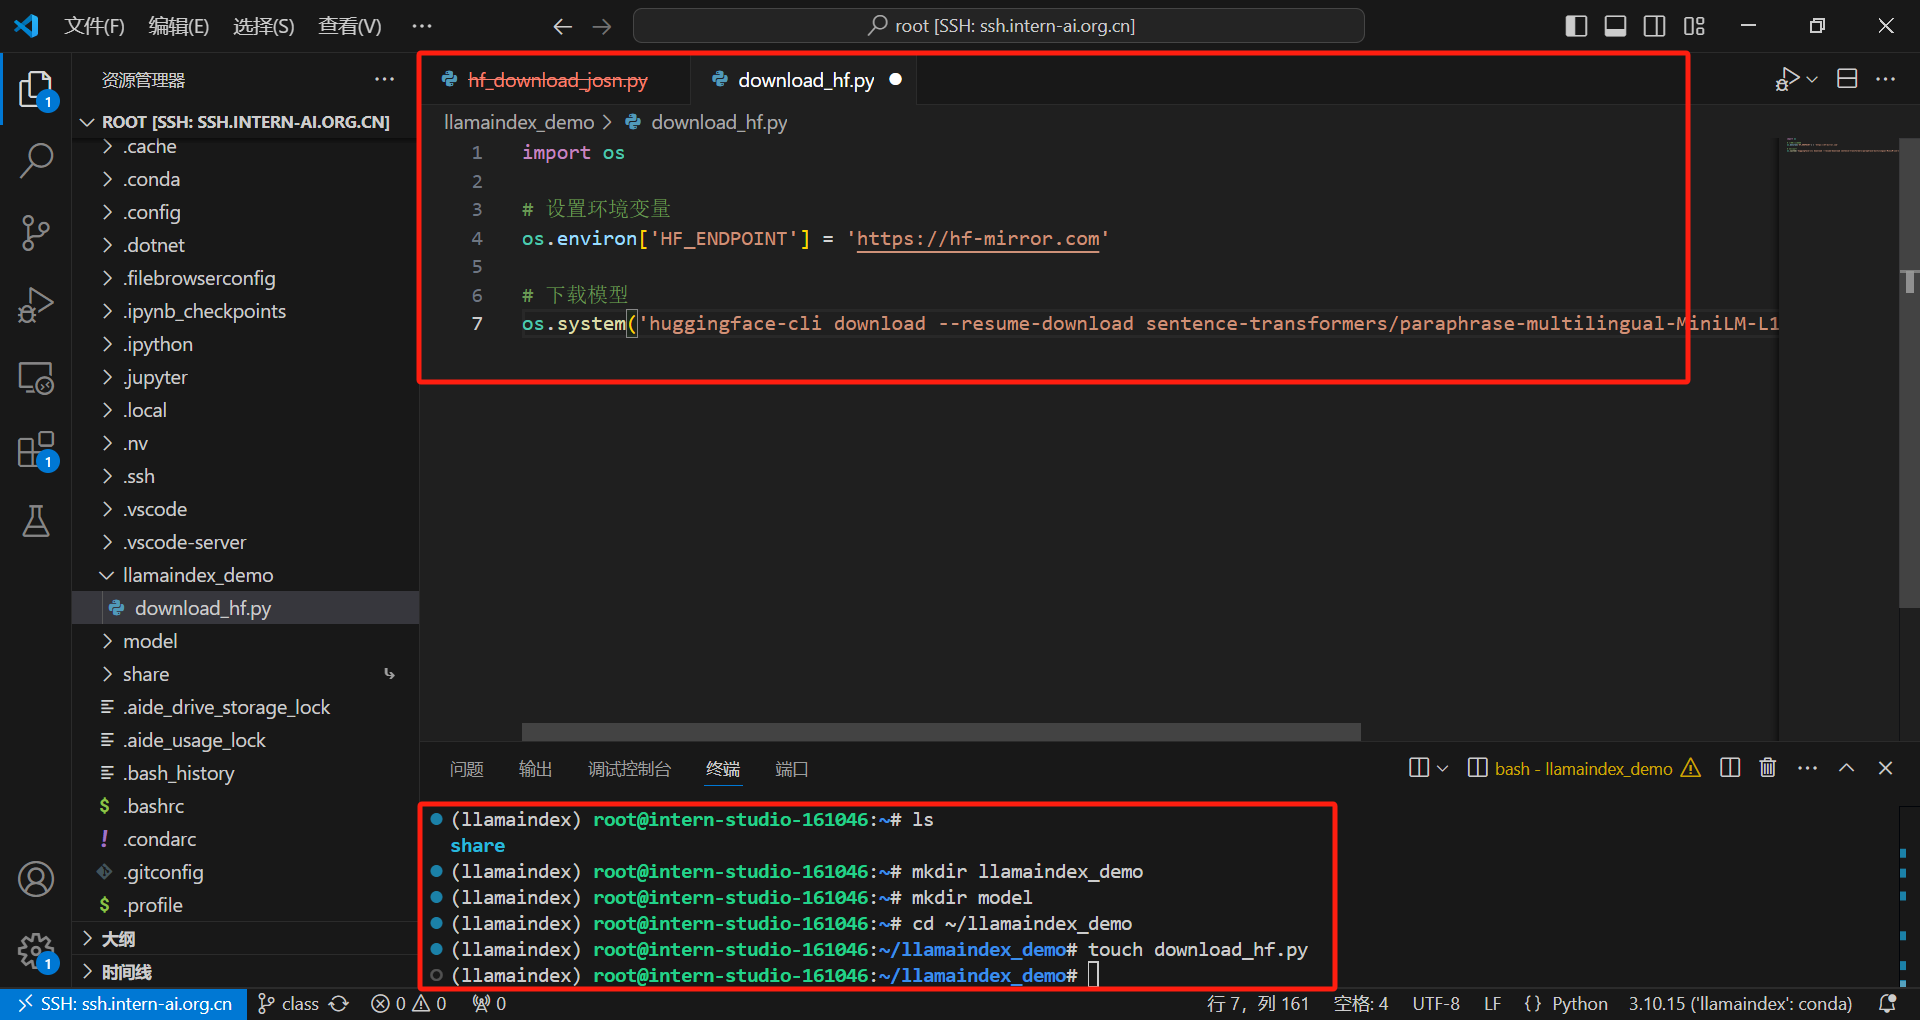 文件(F) 编辑(E) 选择(S) 查看(V) ··· root [SSH: ssh.intern-ai.org.cn]
资源管理器 ···
ROOT [SSH: SSH.INTERN-AI.ORG.CN]
.cache
.conda
.config
.dotnet
.filebrowserconfig
.ipynb_checkpoints
.ipython
.jupyter
.local
.nv
.ssh
.vscode
.vscode-server
llamaindex_demo
download_hf.py
model
share
.aide_drive_storage_lock
.aide_usage_lock
.bash_history
.bashrc
.condarc
.gitconfig
.profile
大纲
时间线
1
1
1
hf_download_josn.py download_hf.py
llamaindex_demo > download_hf.py
1 import os
2
3 # 设置环境变量
4 os.environ['HF_ENDPOINT'] = 'https://hf-mirror.com'
5
6 # 下载模型
7 os.system('huggingface-cli download --resume-download sentence-transformers/paraphrase-multilingual-MiniLM-L1
问题 输出 调试控制台 终端 端口 bash - llamaindex_demo
(llamaindex) root@intern-studio-161046:~# ls
share
(llamaindex) root@intern-studio-161046:~# mkdir llamaindex_demo
(llamaindex) root@intern-studio-161046:~# mkdir model
(llamaindex) root@intern-studio-161046:~# cd ~/llamaindex_demo
(llamaindex) root@intern-studio-161046:~/llamaindex_demo# touch download_hf.py
(llamaindex) root@intern-studio-161046:~/llamaindex_demo#
SSH: ssh.intern-ai.org.cn class 0 0 0 行 7，列 161 空格: 4 UTF-8 LF {} Python 3.10.15 ('llamaindex': conda)